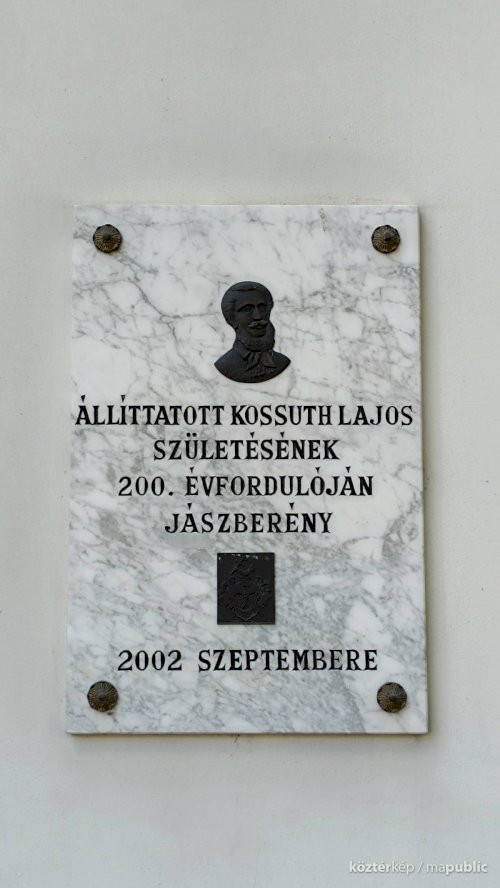 ÁLLÍTTATOTT KOSSUTH LAJOS
SZÜLETÉSÉNEK
200. ÉVFORDULÓJÁN
JÁSZBERÉNY
2002 SZEPTEMBERE
köztérkép / mapublic